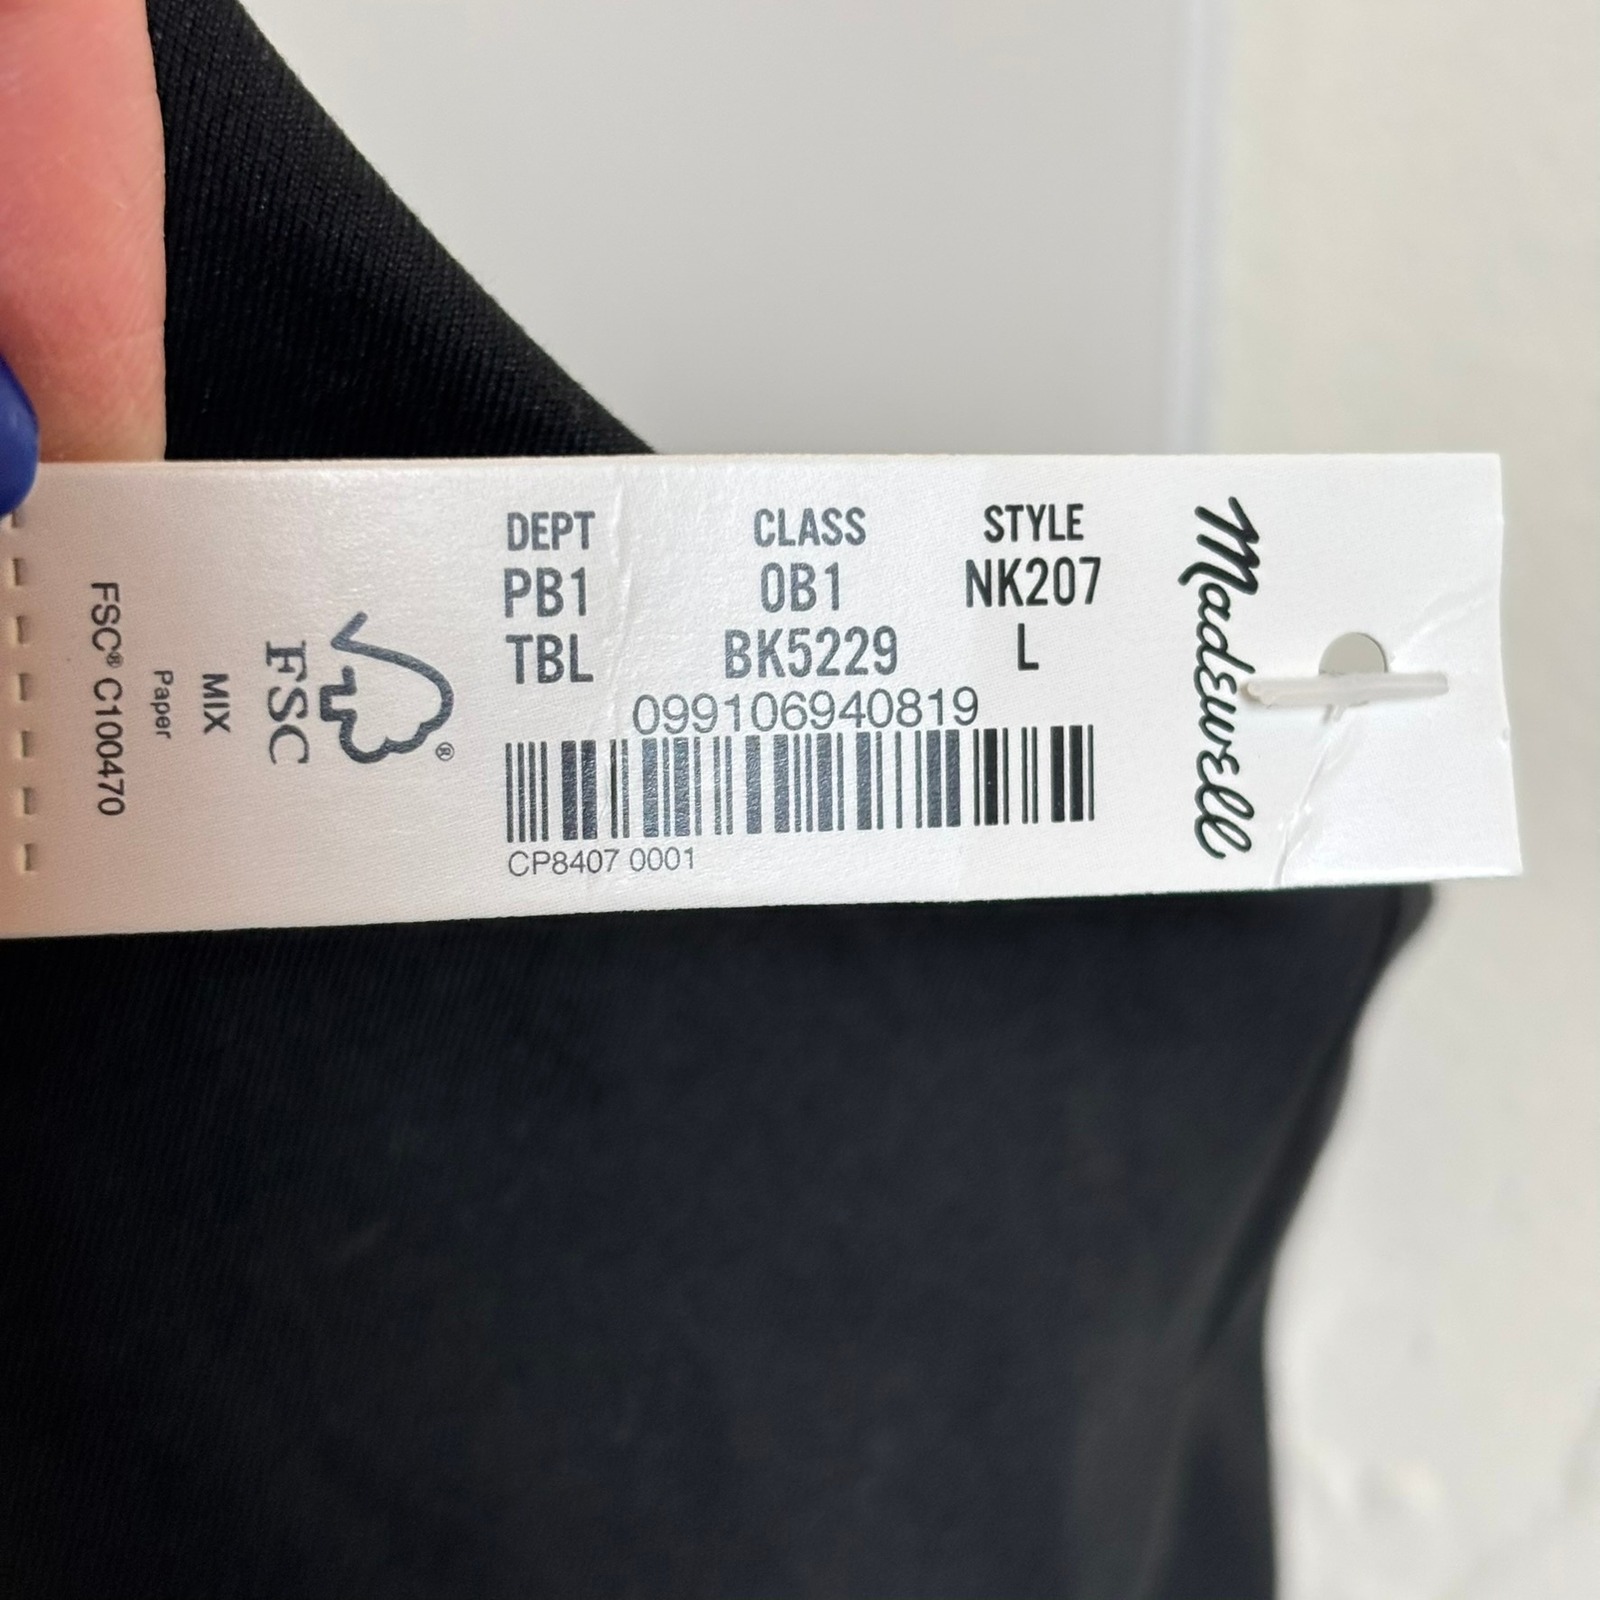 DEPT CLASS STYLE
PB1 0B1 NK207
TBL BK5229 L
099106940819
CP8407 0001
Madewell
FSC®
MIX
Paper
FSC® C100470